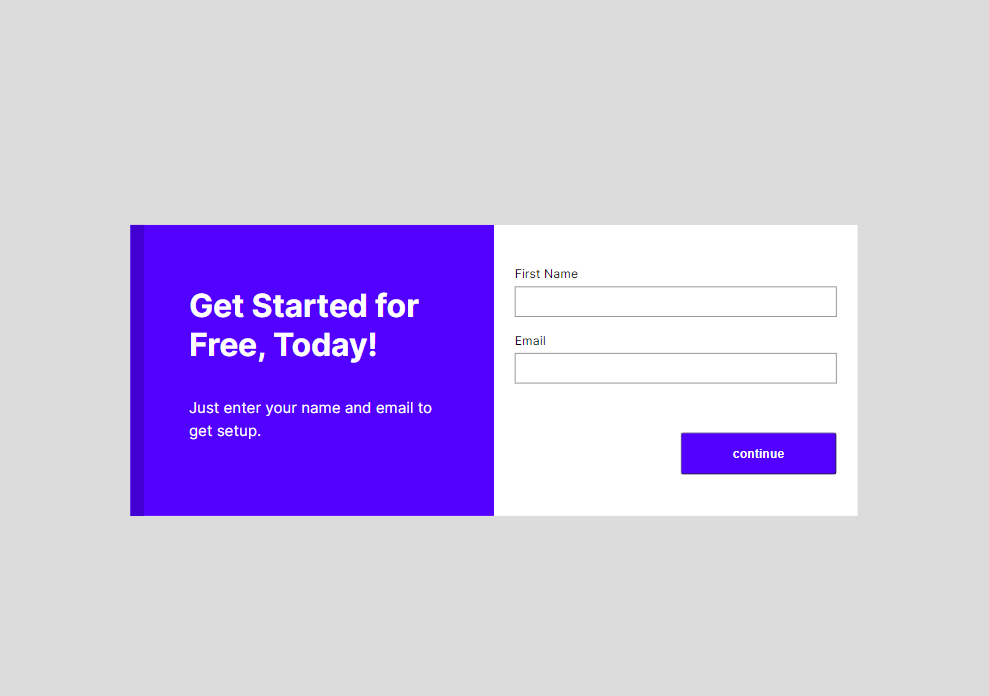 Get Started for
Free, Today!
Just enter your name and email to
get setup.
First Name
Email
continue